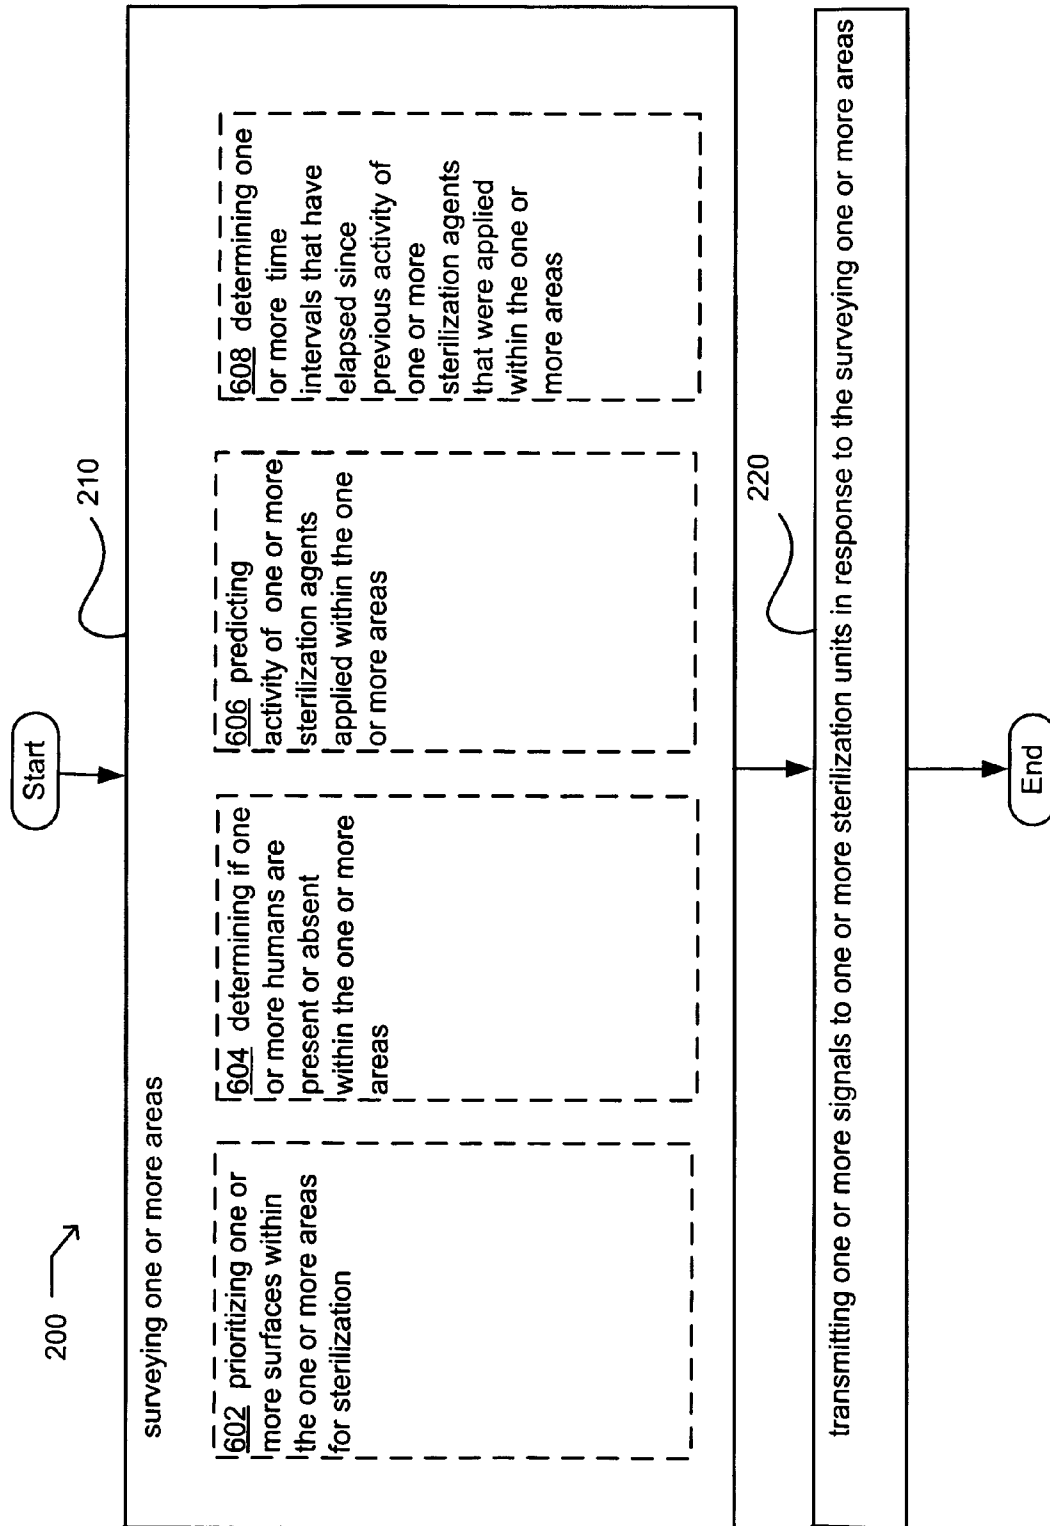 200
Start
210
surveying one or more areas
602 prioritizing one or
more surfaces within
the one or more areas
for sterilization
604 determining if one
or more humans are
present or absent
within the one or more
areas
606 predicting
activity of one or more
sterilization agents
applied within the one
or more areas
608 determining one
or more time
intervals that have
elapsed since
previous activity of
one or more
sterilization agents
that were applied
within the one or
more areas
220
transmitting one or more signals to one or more sterilization units in response to the surveying one or more areas
End